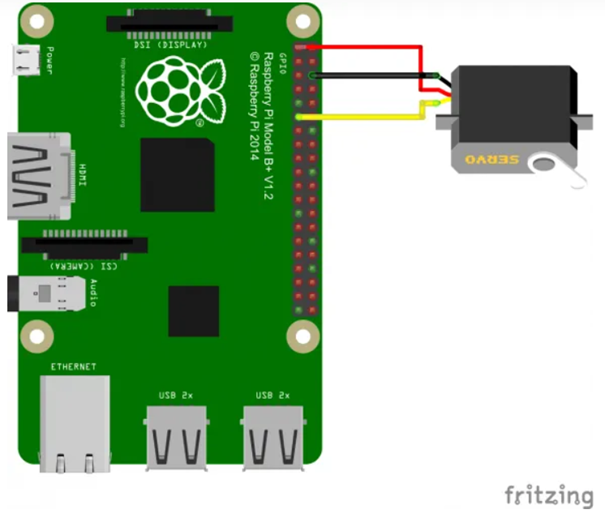 DSI (DISPLAY)
Power
http://www.raspberrypi.org
®
Raspberry Pi Model B+ V1.2
© Raspberry Pi 2014
GPIO
HDMI
SERVO
CSI (CAMERA)
Audio
ETHERNET
USB 2x
USB 2x
fritzing